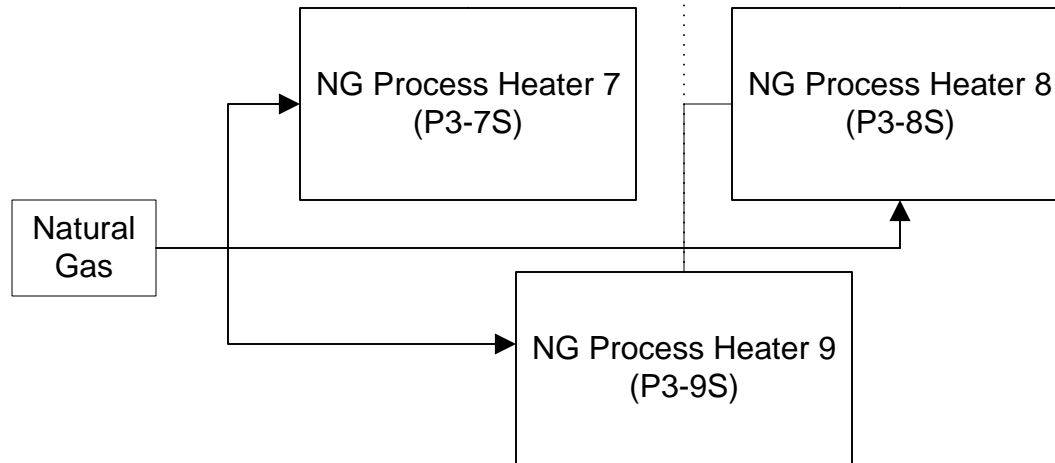 NG Process Heater 7
(P3-7S)
NG Process Heater 8
(P3-8S)
Natural
Gas
NG Process Heater 9
(P3-9S)